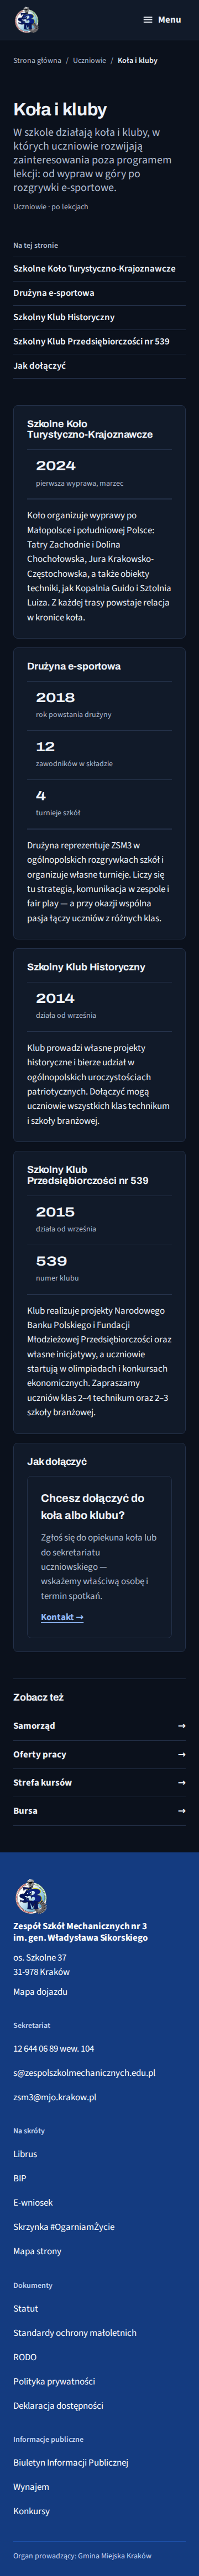 Menu
Strona główna / Uczniowie / Koła i kluby
Koła i kluby
W szkole działają koła i kluby, w
których uczniowie rozwijają
zainteresowania poza programem
lekcji: od wypraw w góry po
rozgrywki e-sportowe.
Uczniowie · po lekcjach
Na tej stronie
Szkolne Koło Turystyczno-Krajoznawcze
Drużyna e-sportowa
Szkolny Klub Historyczny
Szkolny Klub Przedsiębiorczości nr 539
Jak dołączyć
Szkolne Koło
Turystyczno-Krajoznawcze
2024
pierwsza wyprawa, marzec
Koło organizuje wyprawy po
Małopolsce i południowej Polsce:
Tatry Zachodnie i Dolina
Chochołowska, Jura Krakowsko-
Częstochowska, a także obiekty
techniki, jak Kopalnia Guido i Sztolnia
Luiza. Z każdej trasy powstaje relacja
w kronice koła.
Drużyna e-sportowa
2018
rok powstania drużyny
12
zawodników w składzie
4
turnieje szkół
Drużyna reprezentuje ZSM3 w
ogólnopolskich rozgrywkach szkół i
organizuje własne turnieje. Liczy się
tu strategia, komunikacja w zespole i
fair play — a przy okazji wspólna
pasja łączy uczniów z różnych klas.
Szkolny Klub Historyczny
2014
działa od września
Klub prowadzi własne projekty
historyczne i bierze udział w
ogólnopolskich uroczystościach
patriotycznych. Dołączyć mogą
uczniowie wszystkich klas technikum
i szkoły branżowej.
Szkolny Klub
Przedsiębiorczości nr 539
2015
działa od września
539
numer klubu
Klub realizuje projekty Narodowego
Banku Polskiego i Fundacji
Młodzieżowej Przedsiębiorczości oraz
własne inicjatywy, a uczniowie
startują w olimpiadach i konkursach
ekonomicznych. Zapraszamy
uczniów klas 2–4 technikum oraz 2–3
szkoły branżowej.
Jak dołączyć
Chcesz dołączyć do
koła albo klubu?
Zgłoś się do opiekuna koła lub
do sekretariatu
uczniowskiego —
wskażemy właściwą osobę i
termin spotkań.
Kontakt →
Zobacz też
Samorząd →
Oferty pracy →
Strefa kursów →
Bursa →
Zespół Szkół Mechanicznych nr 3
im. gen. Władysława Sikorskiego
os. Szkolne 37
31-978 Kraków
Mapa dojazdu
Sekretariat
12 644 06 89 wew. 104
s@zespolszkolmechanicznych.edu.pl
zsm3@mjo.krakow.pl
Na skróty
Librus
BIP
E-wniosek
Skrzynka #OgarniamŻycie
Mapa strony
Dokumenty
Statut
Standardy ochrony małoletnich
RODO
Polityka prywatności
Deklaracja dostępności
Informacje publiczne
Biuletyn Informacji Publicznej
Wynajem
Konkursy
Organ prowadzący: Gmina Miejska Kraków